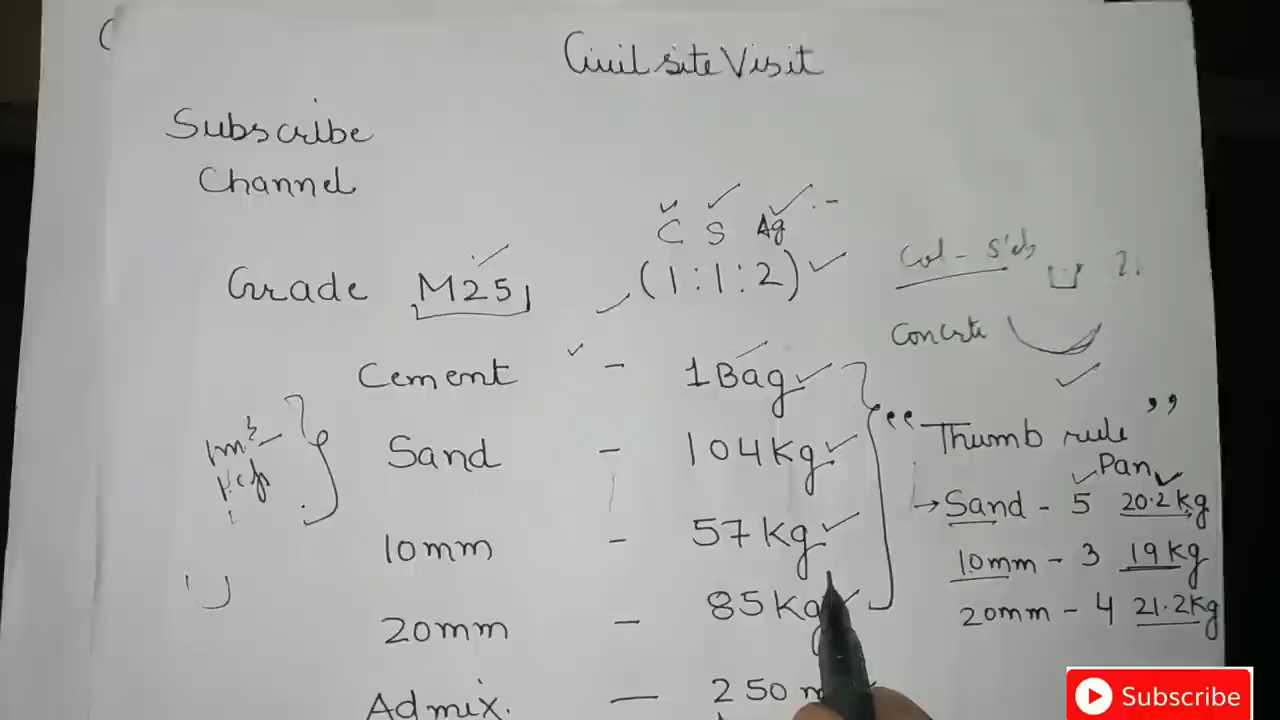 Civil site Visit
Subscribe
Channel
C S Ag :-
Grade M25 (1:1:2)
Concrete
Cement - 1 Bag
"Thumb rule"
Sand - 104 kg
Pan
1m³
Sand - 5 20.2 kg
10mm - 57 kg
10mm - 3 19 kg
20mm - 85 kg
20mm - 4 21.2 kg
Admix. - 250
Subscribe